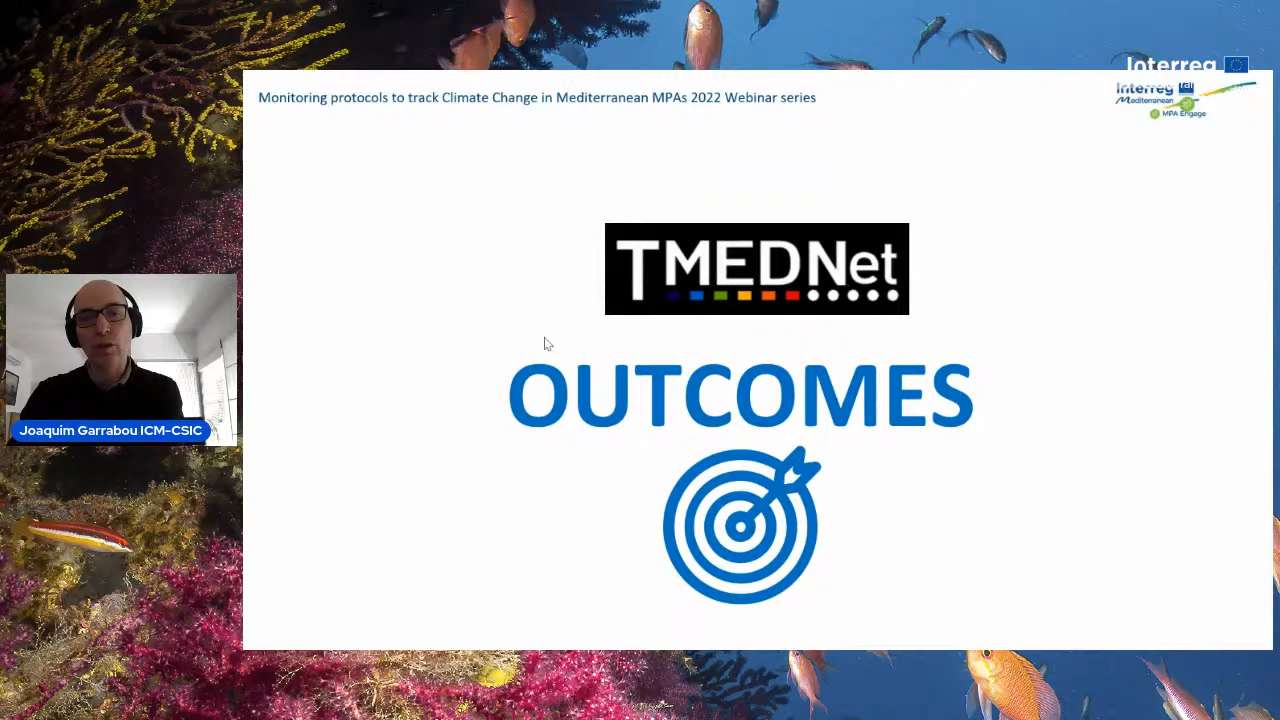 Interreg
Monitoring protocols to track Climate Change in Mediterranean MPAs 2022 Webinar series
Interreg
Mediterranean
MPA Engage
TMEDNet
OUTCOMES
Joaquim Garrabou ICM-CSIC